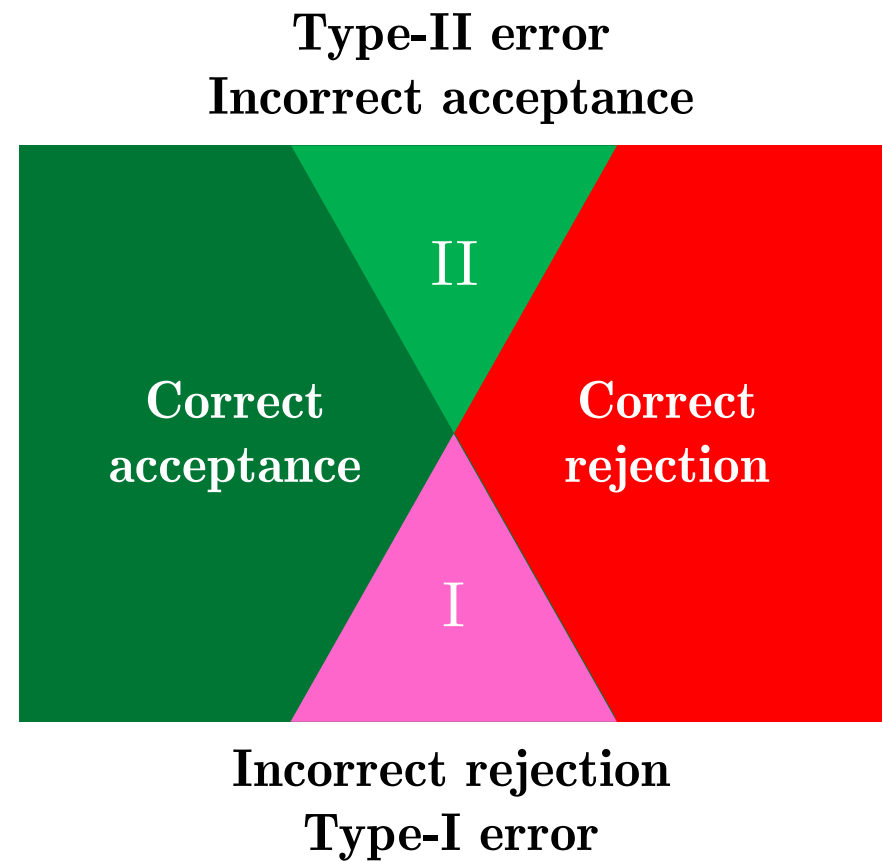 Type-II error
Incorrect acceptance
II
Correct
acceptance
Correct
rejection
I
Incorrect rejection
Type-I error